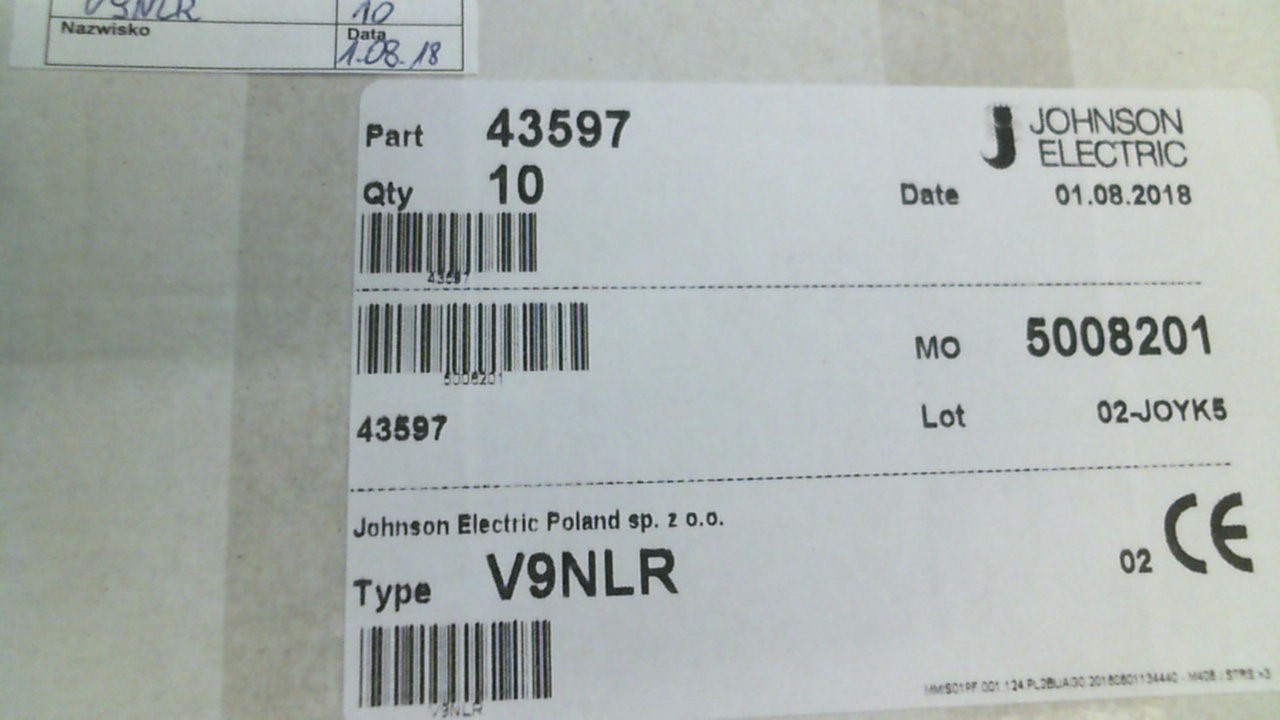 V9NLR 10
Nazwisko Data
1.08.18
Part 43597
JOHNSON
ELECTRIC
Qty 10
Date 01.08.2018
43597
5008201
MO 5008201
43597
Lot 02-JOYK5
Johnson Electric Poland sp. z o.o.
Type V9NLR
02 CE
V9NLR